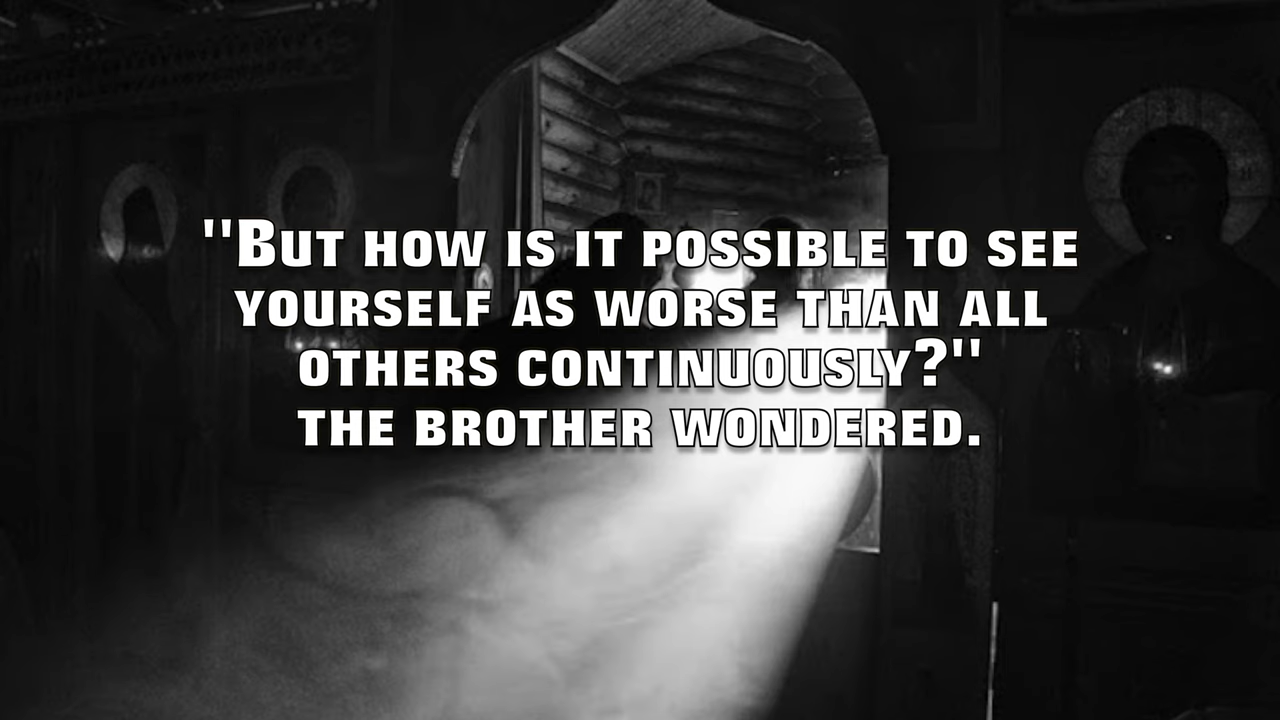 "But how is it possible to see
yourself as worse than all
others continuously?"
the brother wondered.